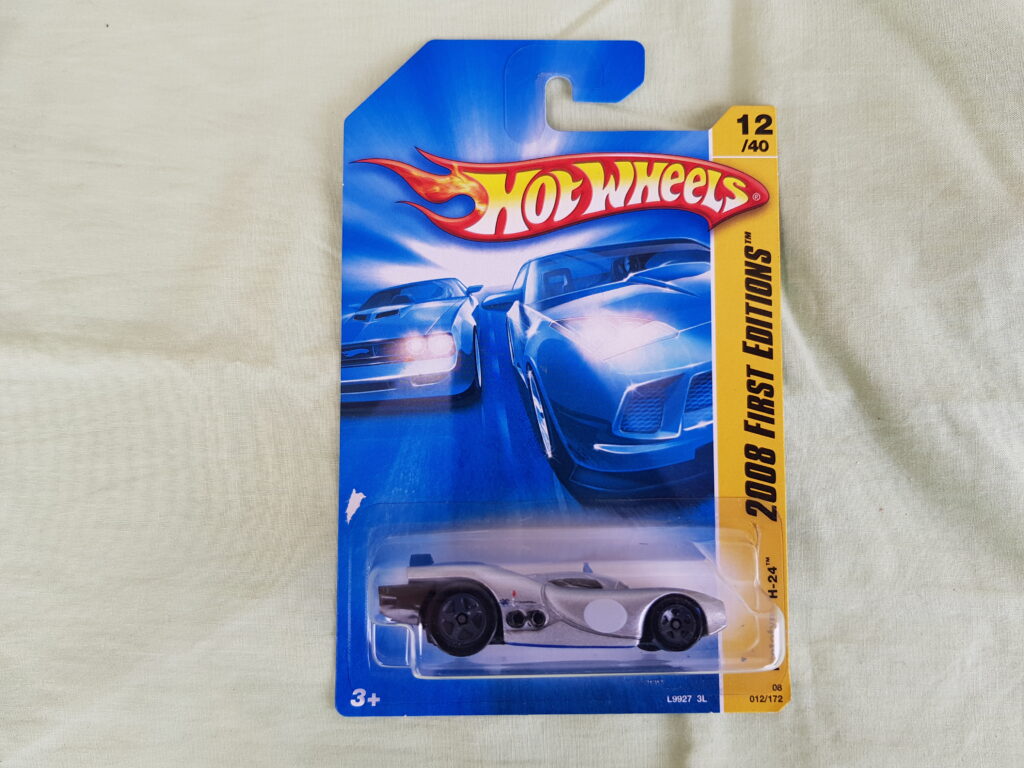 12
/40
HOT WHEELS®
2008 FIRST EDITIONS™
H-24™
3+
L9927 3L
08
012/172